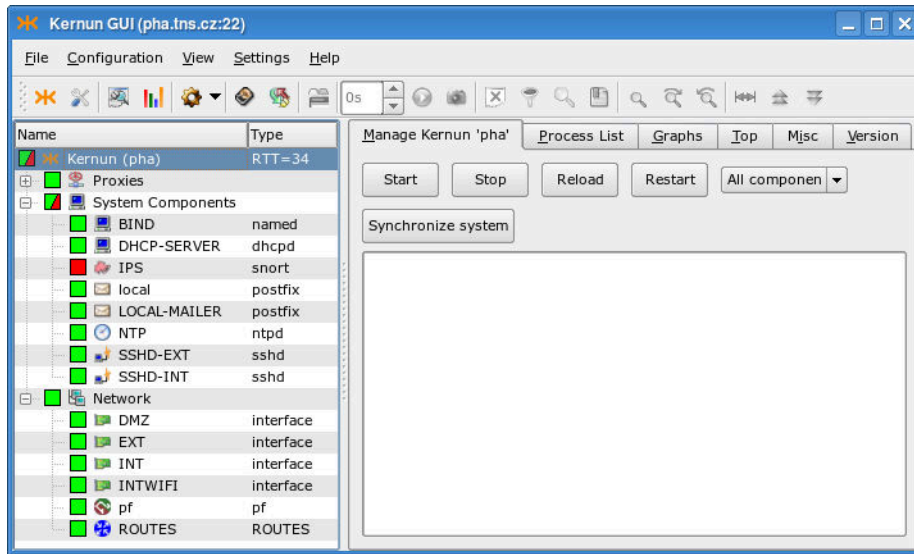 Kernun GUI (pha.tns.cz:22)
File Configuration View Settings Help
0s
Name Type
Kernun (pha) RTT=34
Proxies
System Components
BIND named
DHCP-SERVER dhcpd
IPS snort
local postfix
LOCAL-MAILER postfix
NTP ntpd
SSHD-EXT sshd
SSHD-INT sshd
Network
DMZ interface
EXT interface
INT interface
INTWIFI interface
pf pf
ROUTES ROUTES
Manage Kernun 'pha' Process List Graphs Top Misc Version
Start Stop Reload Restart All componen
Synchronize system